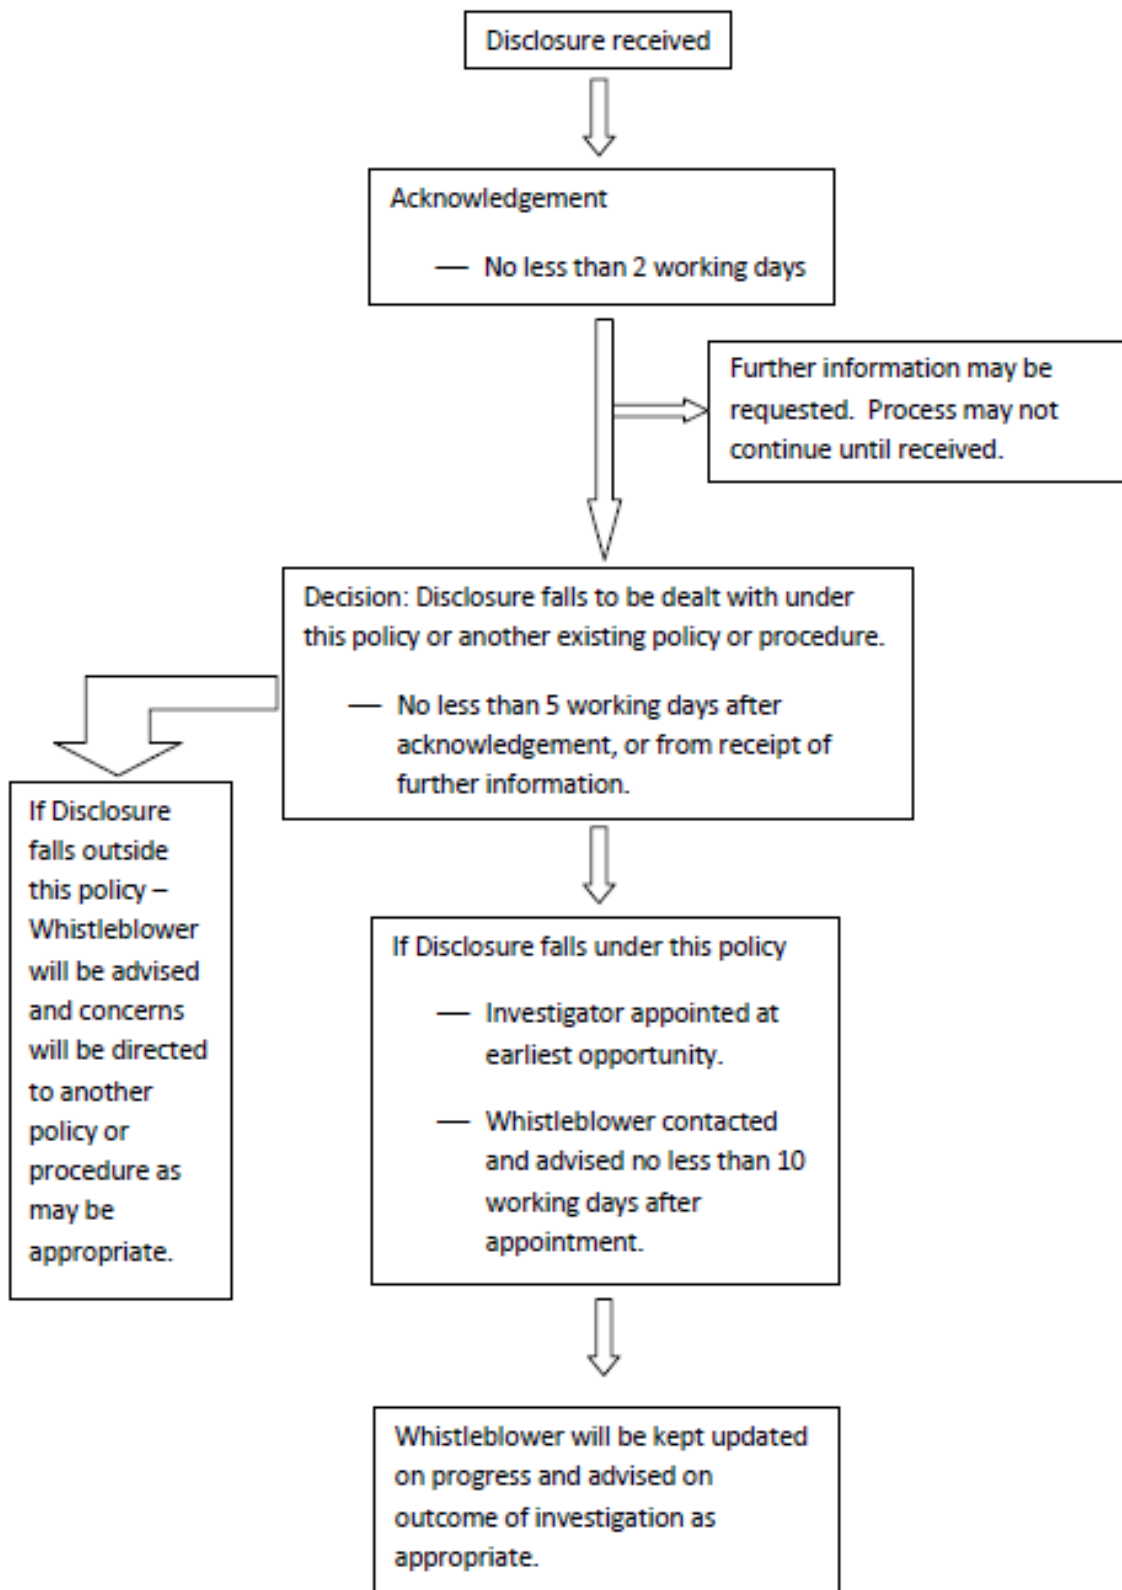 Disclosure received
Acknowledgement
— No less than 2 working days
Further information may be
requested. Process may not
continue until received.
Decision: Disclosure falls to be dealt with under
this policy or another existing policy or procedure.
— No less than 5 working days after
acknowledgement, or from receipt of
further information.
If Disclosure
falls outside
this policy –
Whistleblower
will be advised
and concerns
will be directed
to another
policy or
procedure as
may be
appropriate.
If Disclosure falls under this policy
— Investigator appointed at
earliest opportunity.
— Whistleblower contacted
and advised no less than 10
working days after
appointment.
Whistleblower will be kept updated
on progress and advised on
outcome of investigation as
appropriate.